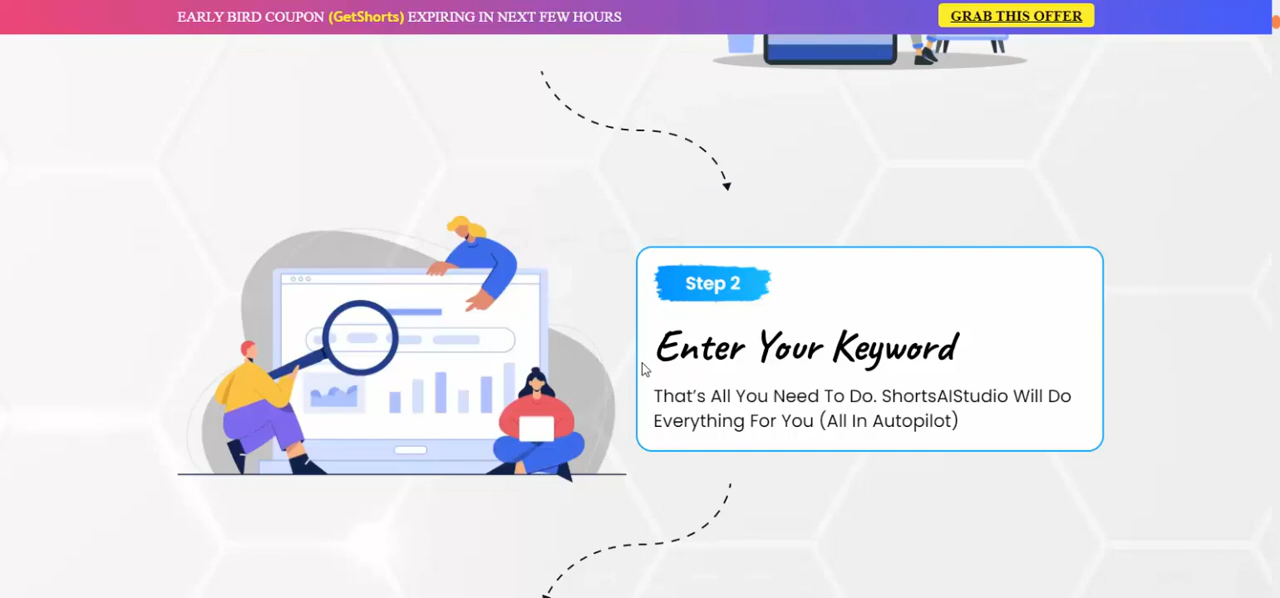 EARLY BIRD COUPON (GetShorts) EXPIRING IN NEXT FEW HOURS
GRAB THIS OFFER
Step 2
Enter Your Keyword
That's All You Need To Do. ShortsAIStudio Will Do
Everything For You (All In Autopilot)